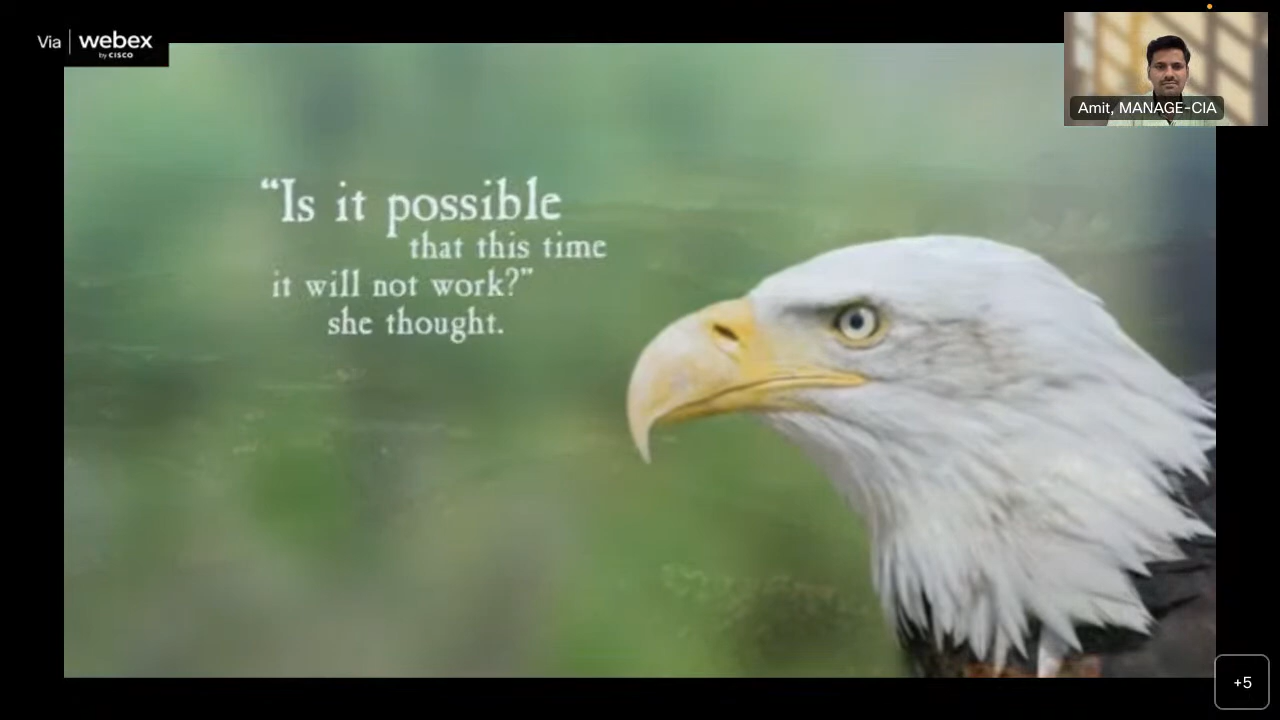 Via webex
by CISCO
Amit, MANAGE-CIA
“Is it possible
that this time
it will not work?”
she thought.
+5